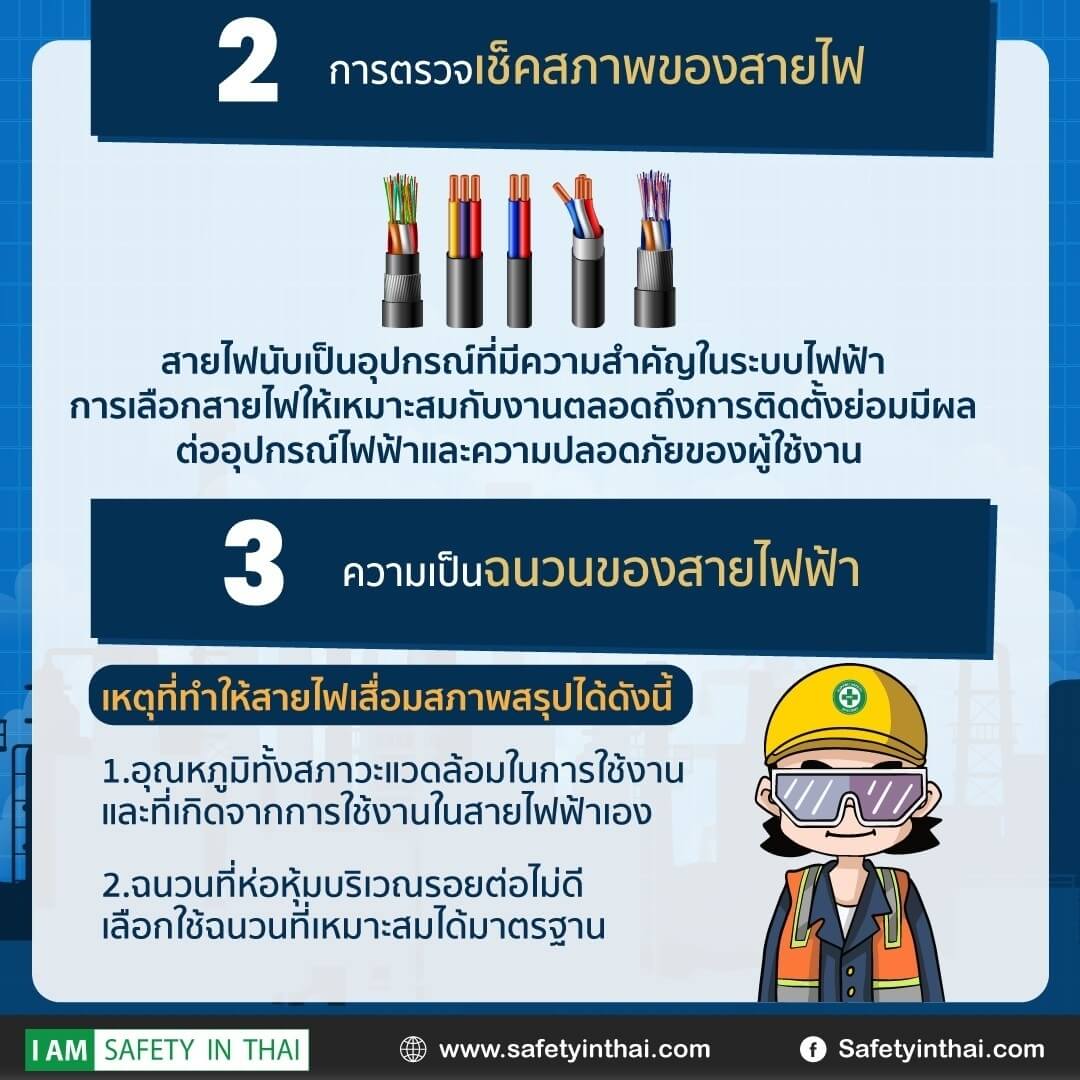 2 การตรวจเช็คสภาพของสายไฟ
สายไฟนับเป็นอุปกรณ์ที่มีความสำคัญในระบบไฟฟ้า
การเลือกสายไฟให้เหมาะสมกับงานตลอดถึงการติดตั้งย่อมมีผล
ต่ออุปกรณ์ไฟฟ้าและความปลอดภัยของผู้ใช้งาน
3 ความเป็นฉนวนของสายไฟฟ้า
เหตุที่ทำให้สายไฟเสื่อมสภาพสรุปได้ดังนี้
1.อุณหภูมิทั้งสภาวะแวดล้อมในการใช้งาน
และที่เกิดจากการใช้งานในสายไฟฟ้าเอง
2.ฉนวนที่ห่อหุ้มบริเวณรอยต่อไม่ดี
เลือกใช้ฉนวนที่เหมาะสมได้มาตรฐาน
I AM SAFETY IN THAI
www.safetyinthai.com
Safetyinthai.com